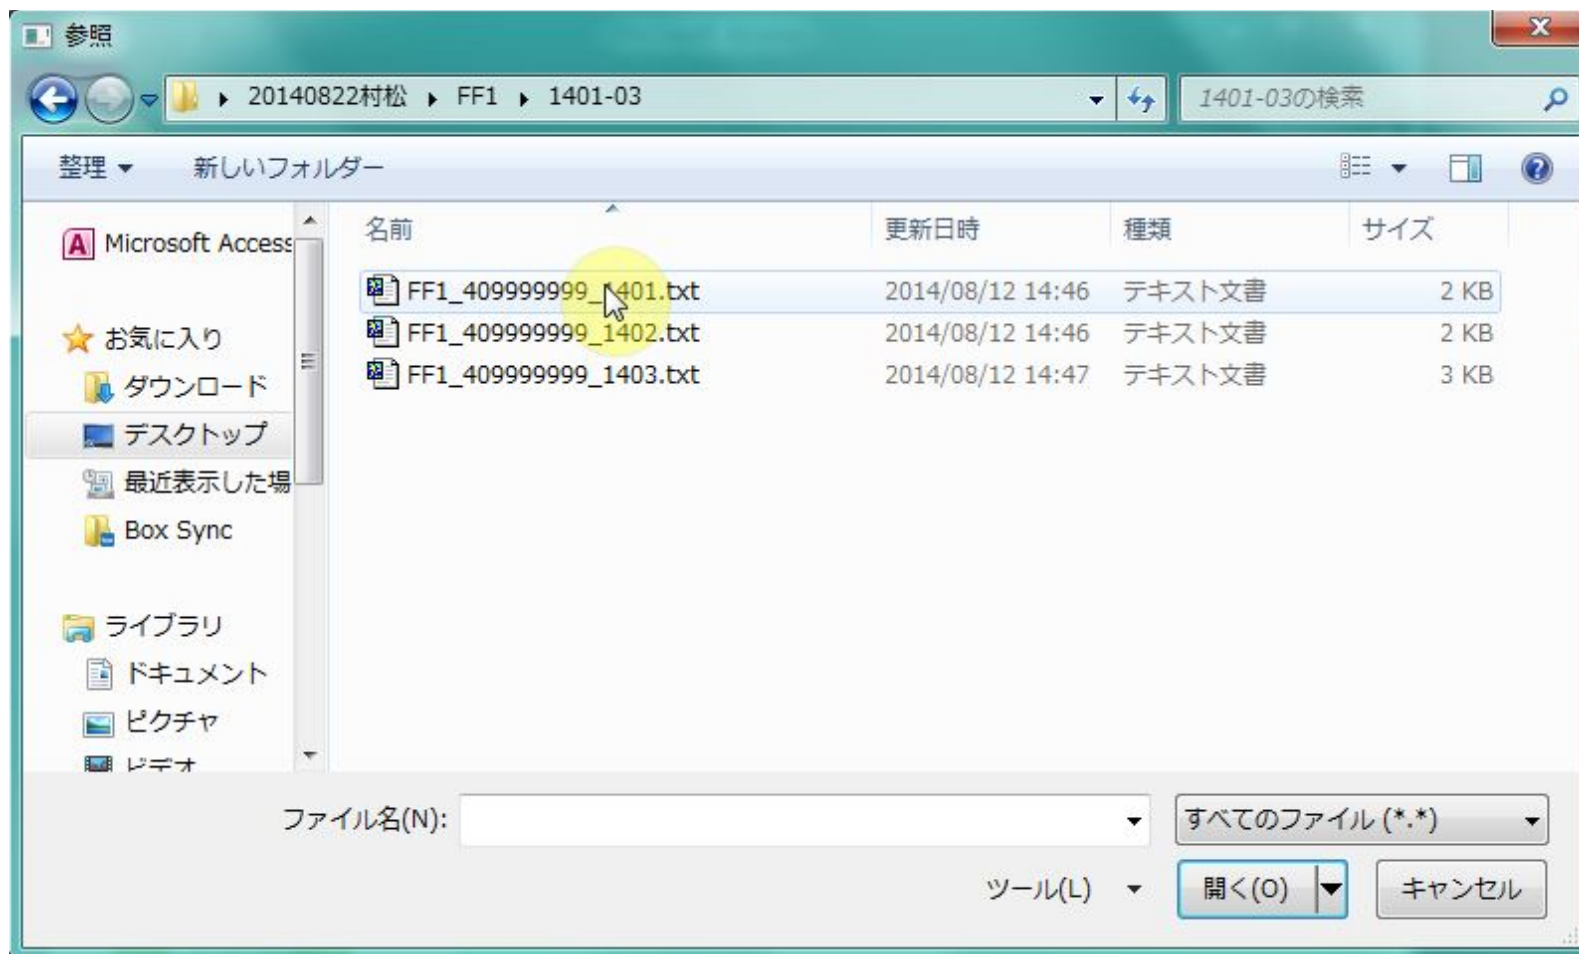 参照
20140822村松 FF1 1401-03
1401-03の検索
整理 新しいフォルダー
Microsoft Access
お気に入り
ダウンロード
デスクトップ
最近表示した場
Box Sync
ライブラリ
ドキュメント
ピクチャ
ビデオ
名前 更新日時 種類 サイズ
FF1_409999999_1401.txt 2014/08/12 14:46 テキスト文書 2 KB
FF1_409999999_1402.txt 2014/08/12 14:46 テキスト文書 2 KB
FF1_409999999_1403.txt 2014/08/12 14:47 テキスト文書 3 KB
ファイル名(N): すべてのファイル (*.*)
ツール(L) 開く(O) キャンセル